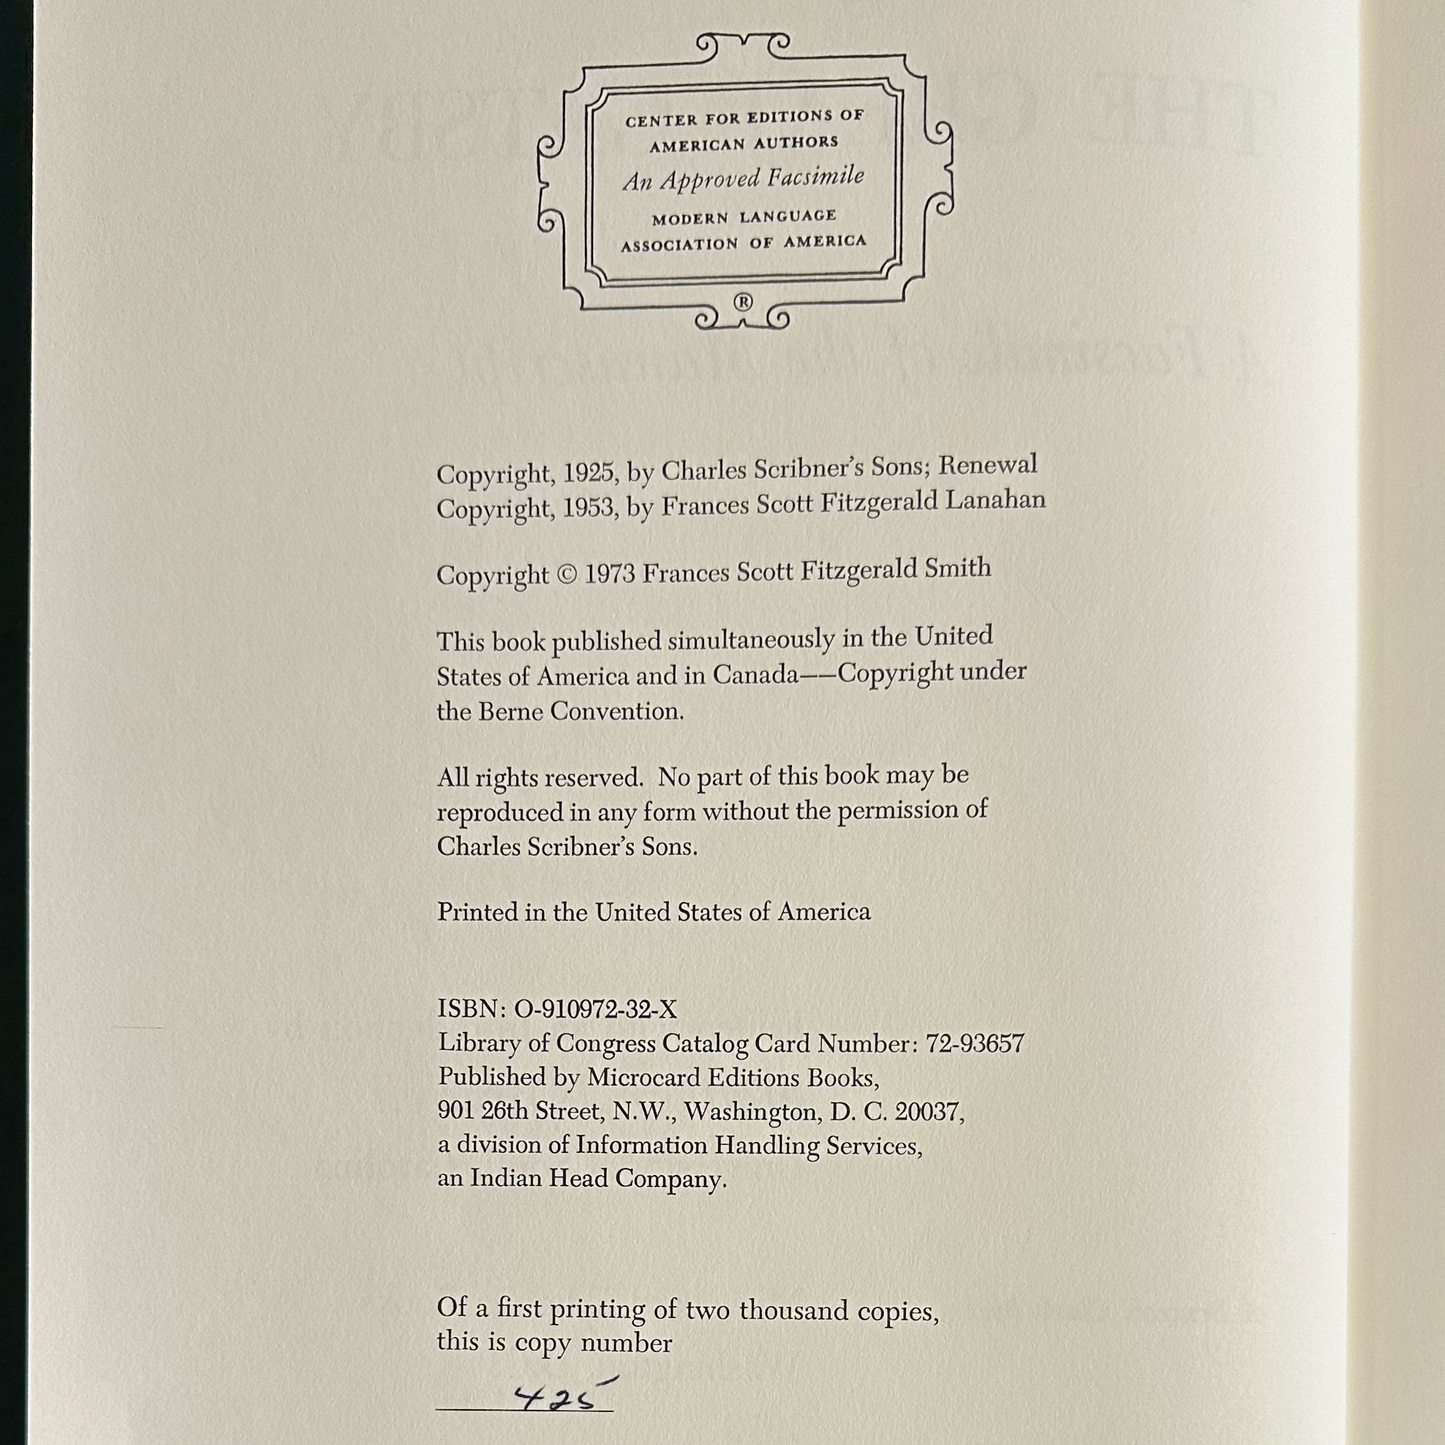 CENTER FOR EDITIONS OF
AMERICAN AUTHORS
An Approved Facsimile
MODERN LANGUAGE
ASSOCIATION OF AMERICA
®
Copyright, 1925, by Charles Scribner's Sons; Renewal
Copyright, 1953, by Frances Scott Fitzgerald Lanahan
Copyright © 1973 Frances Scott Fitzgerald Smith
This book published simultaneously in the United
States of America and in Canada——Copyright under
the Berne Convention.
All rights reserved. No part of this book may be
reproduced in any form without the permission of
Charles Scribner's Sons.
Printed in the United States of America
ISBN: O-910972-32-X
Library of Congress Catalog Card Number: 72-93657
Published by Microcard Editions Books,
901 26th Street, N.W., Washington, D. C. 20037,
a division of Information Handling Services,
an Indian Head Company.
Of a first printing of two thousand copies,
this is copy number
425